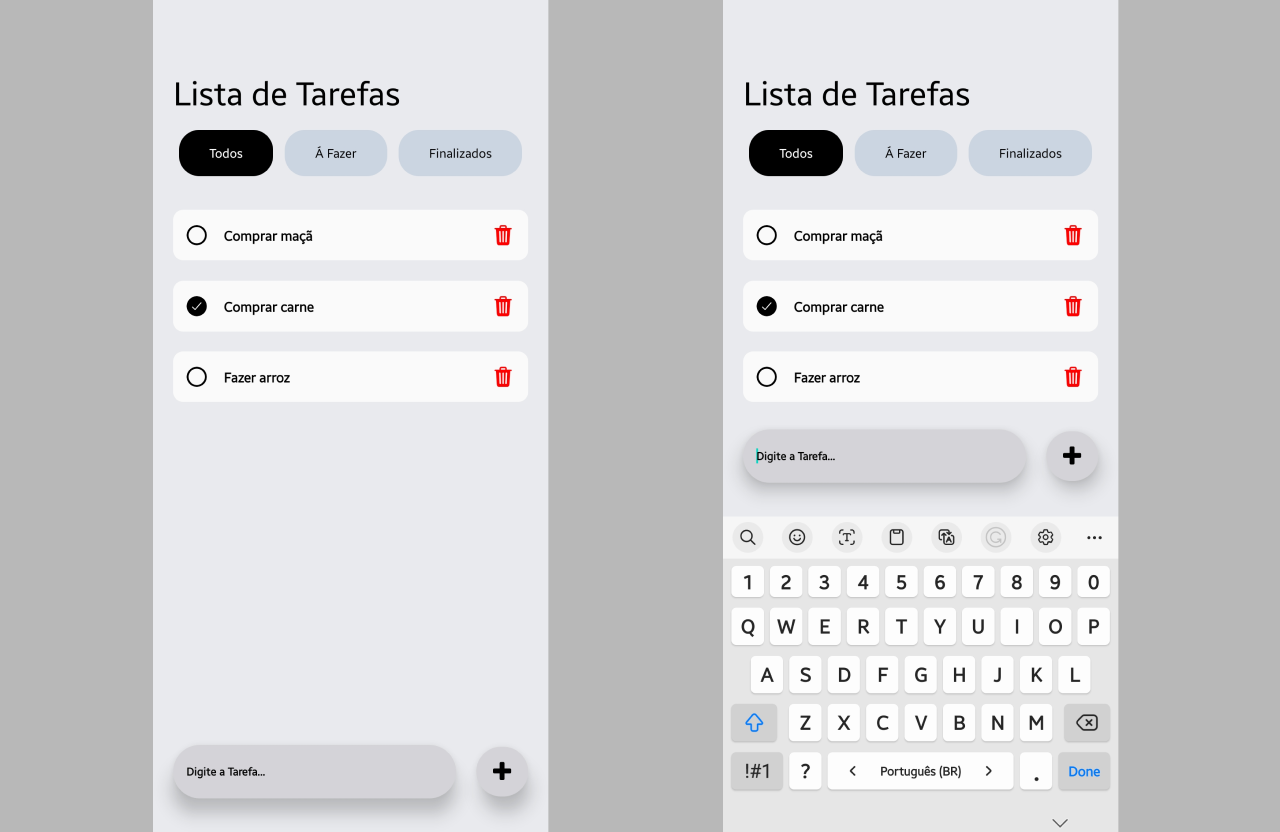 Lista de Tarefas
Todos Á Fazer Finalizados
Comprar maçã
Comprar carne
Fazer arroz
Digite a Tarefa...
Lista de Tarefas
Todos Á Fazer Finalizados
Comprar maçã
Comprar carne
Fazer arroz
Digite a Tarefa...
1 2 3 4 5 6 7 8 9 0
Q W E R T Y U I O P
A S D F G H J K L
Z X C V B N M
!#1 ? < Português (BR) > . Done